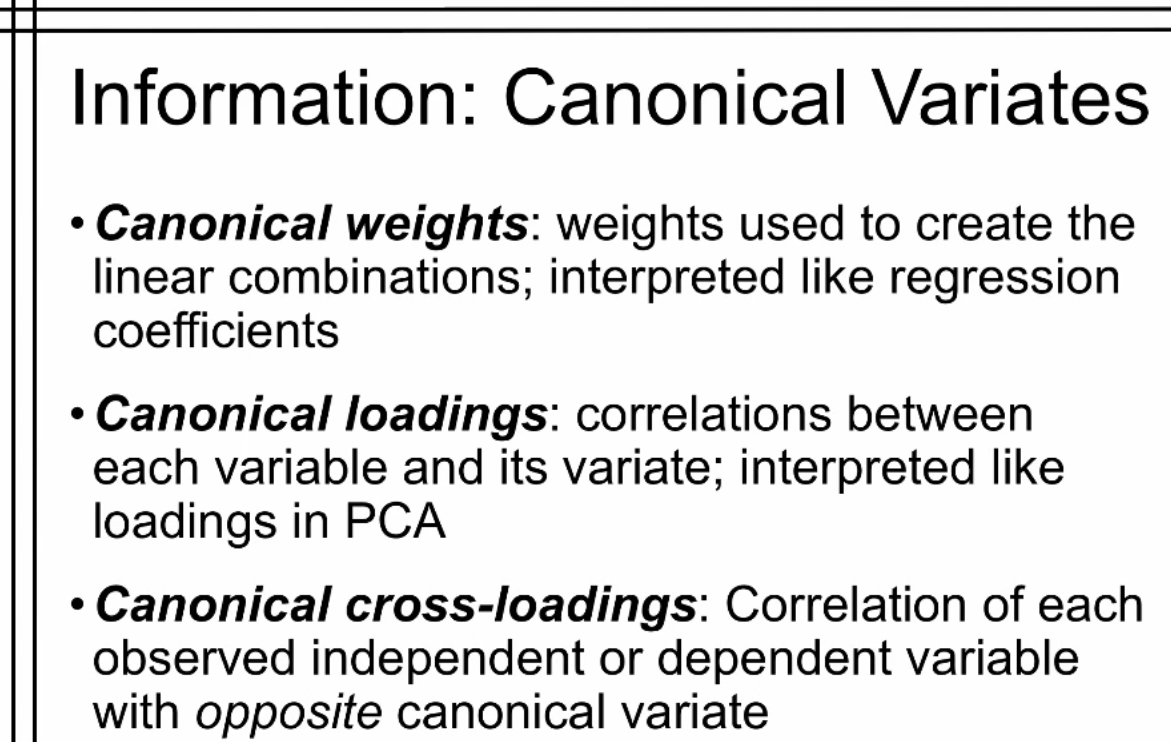 Information: Canonical Variates
• Canonical weights: weights used to create the
linear combinations; interpreted like regression
coefficients
• Canonical loadings: correlations between
each variable and its variate; interpreted like
loadings in PCA
• Canonical cross-loadings: Correlation of each
observed independent or dependent variable
with opposite canonical variate